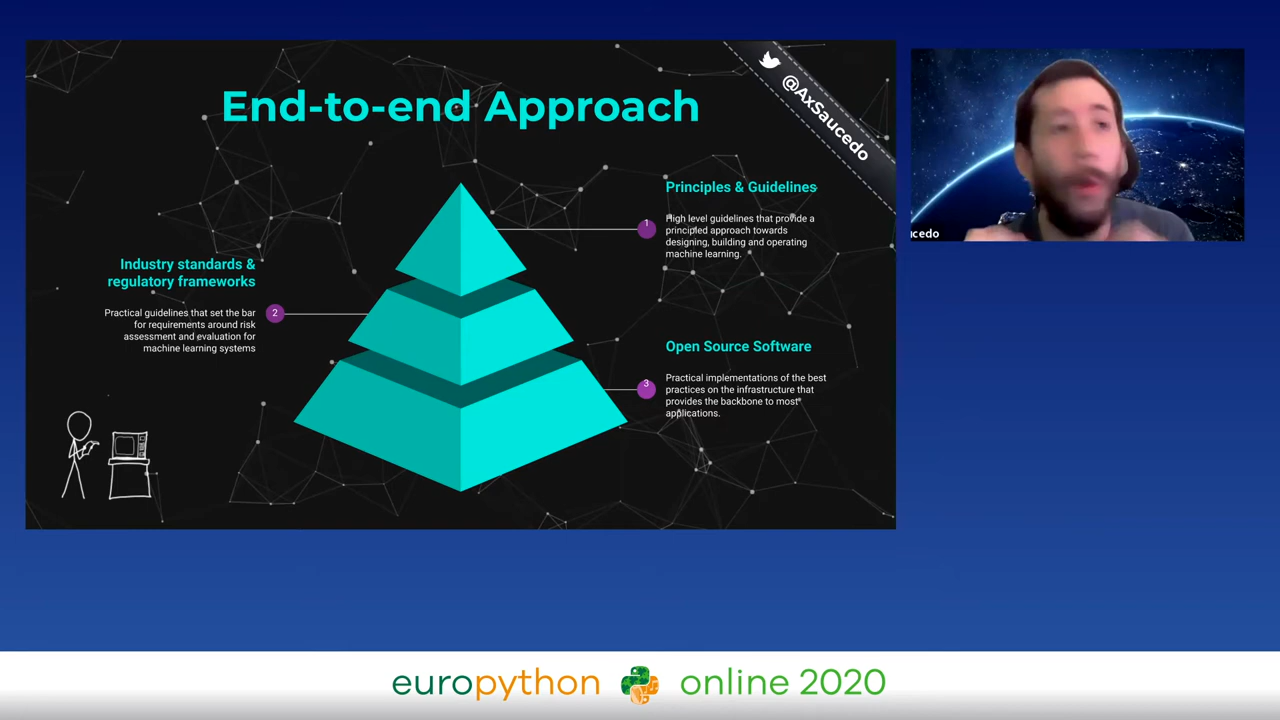 End-to-end Approach
@AxSaucedo
Principles & Guidelines
1
High level guidelines that provide a
principled approach towards
designing, building and operating
machine learning.
Industry standards &
regulatory frameworks
2
Practical guidelines that set the bar
for requirements around risk
assessment and evaluation for
machine learning systems
Open Source Software
3
Practical implementations of the best
practices on the infrastructure that
provides the backbone to most
applications.
ucedo
europython online 2020